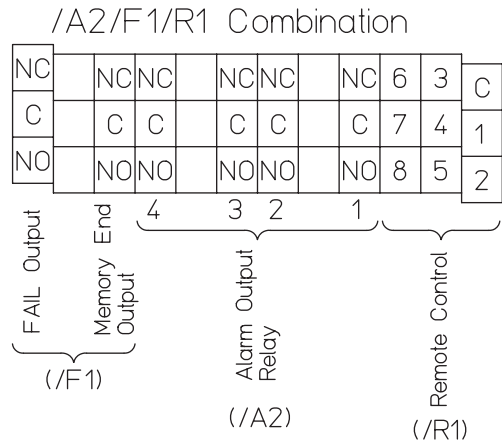 /A2/F1/R1 Combination
NC NC NC NC NC NC 6 3 C
C C C C C C 7 4 1
NO NO NO NO NO NO 8 5 2
4 3 2 1
FAIL Output
Memory End
Output
Alarm Output
Relay
Remote Control
(/F1)
(/A2)
(/R1)